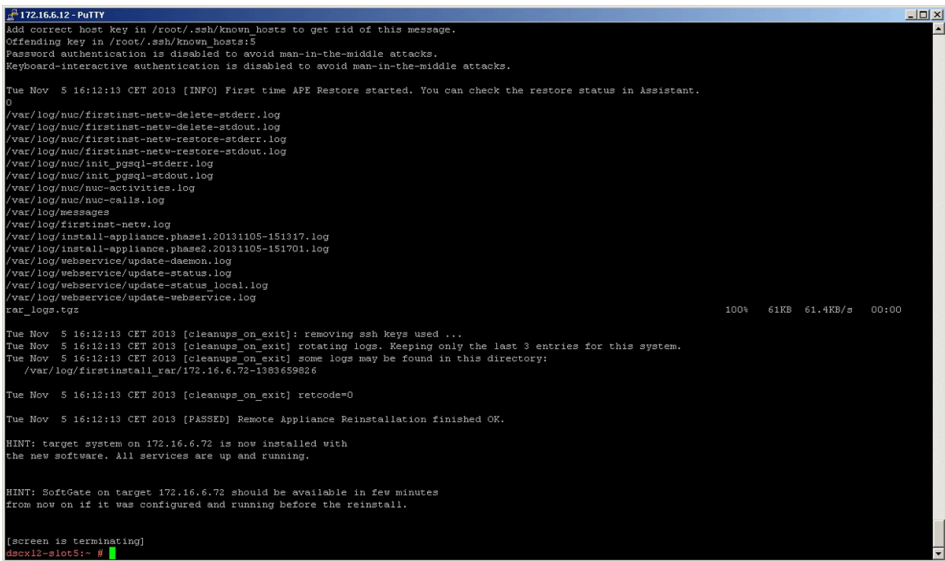 172.16.6.12 - PuTTY
Add correct host key in /root/.ssh/known_hosts to get rid of this message.
Offending key in /root/.ssh/known_hosts:5
Password authentication is disabled to avoid man-in-the-middle attacks.
Keyboard-interactive authentication is disabled to avoid man-in-the-middle attacks.
Tue Nov  5 16:12:13 CET 2013 [INFO] First time APE Restore started. You can check the restore status in Assistant.
0
/var/log/nuc/firstinst-netw-delete-stderr.log
/var/log/nuc/firstinst-netw-delete-stdout.log
/var/log/nuc/firstinst-netw-restore-stderr.log
/var/log/nuc/firstinst-netw-restore-stdout.log
/var/log/nuc/init_pgsql-stderr.log
/var/log/nuc/init_pgsql-stdout.log
/var/log/nuc/nuc-activities.log
/var/log/nuc/nuc-calls.log
/var/log/messages
/var/log/firstinst-netw.log
/var/log/install-appliance.phase1.20131105-151317.log
/var/log/install-appliance.phase2.20131105-151701.log
/var/log/webservice/update-daemon.log
/var/log/webservice/update-status.log
/var/log/webservice/update-status_local.log
/var/log/webservice/update-webservice.log
rar_logs.tgz 100% 61KB 61.4KB/s 00:00
Tue Nov  5 16:12:13 CET 2013 [cleanups_on_exit]: removing ssh keys used ...
Tue Nov  5 16:12:13 CET 2013 [cleanups_on_exit] rotating logs. Keeping only the last 3 entries for this system.
Tue Nov  5 16:12:13 CET 2013 [cleanups_on_exit] some logs may be found in this directory:
/var/log/firstinstall_rar/172.16.6.72-1383659826
Tue Nov  5 16:12:13 CET 2013 [cleanups_on_exit] retcode=0
Tue Nov  5 16:12:13 CET 2013 [PASSED] Remote Appliance Reinstallation finished OK.
HINT: target system on 172.16.6.72 is now installed with
the new software. All services are up and running.
HINT: SoftGate on target 172.16.6.72 should be available in few minutes
from now on if it was configured and running before the reinstall.
[screen is terminating]
dscxl2-slot5:~ #